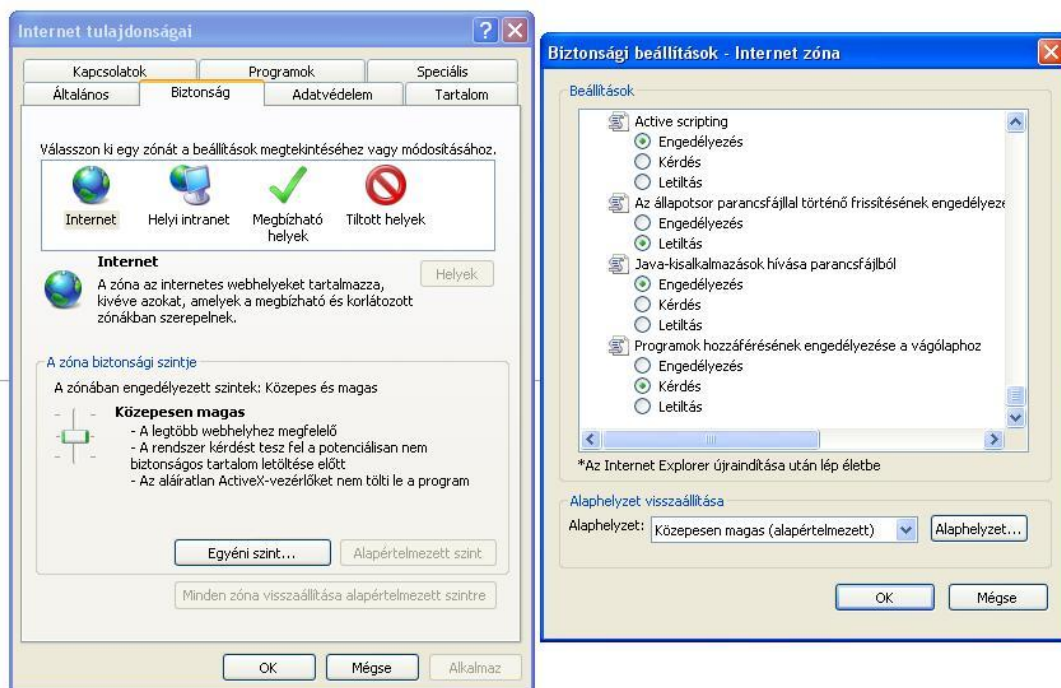 Internet tulajdonságai
Kapcsolatok
Programok
Speciális
Általános
Biztonság
Adatvédelem
Tartalom
Válasszon ki egy zónát a beállítások megtekintéséhez vagy módosításához.
Internet
Helyi intranet
Megbízható
helyek
Tiltott helyek
Internet
A zóna az internetes webhelyeket tartalmazza,
kivéve azokat, amelyek a megbízható és korlátozott
zónákban szerepelnek.
Helyek
A zóna biztonsági szintje
A zónában engedélyezett szintek: Közepes és magas
Közepesen magas
- A legtöbb webhelyhez megfelelő
- A rendszer kérdést tesz fel a potenciálisan nem
biztonságos tartalom letöltése előtt
- Az aláíratlan ActiveX-vezérlőket nem tölti le a program
Egyéni szint...
Alapértelmezett szint
Minden zóna visszaállítása alapértelmezett szintre
OK
Mégse
Alkalmaz
Biztonsági beállítások - Internet zóna
Beállítások
Active scripting
Engedélyezés
Kérdés
Letiltás
Az állapotsor parancsfájllal történő frissítésének engedélyeze
Engedélyezés
Letiltás
Java-kisalkalmazások hívása parancsfájlból
Engedélyezés
Kérdés
Letiltás
Programok hozzáférésének engedélyezése a vágólaphoz
Engedélyezés
Kérdés
Letiltás
*Az Internet Explorer újraindítása után lép életbe
Alaphelyzet visszaállítása
Alaphelyzet: Közepesen magas (alapértelmezett)
Alaphelyzet...
OK
Mégse